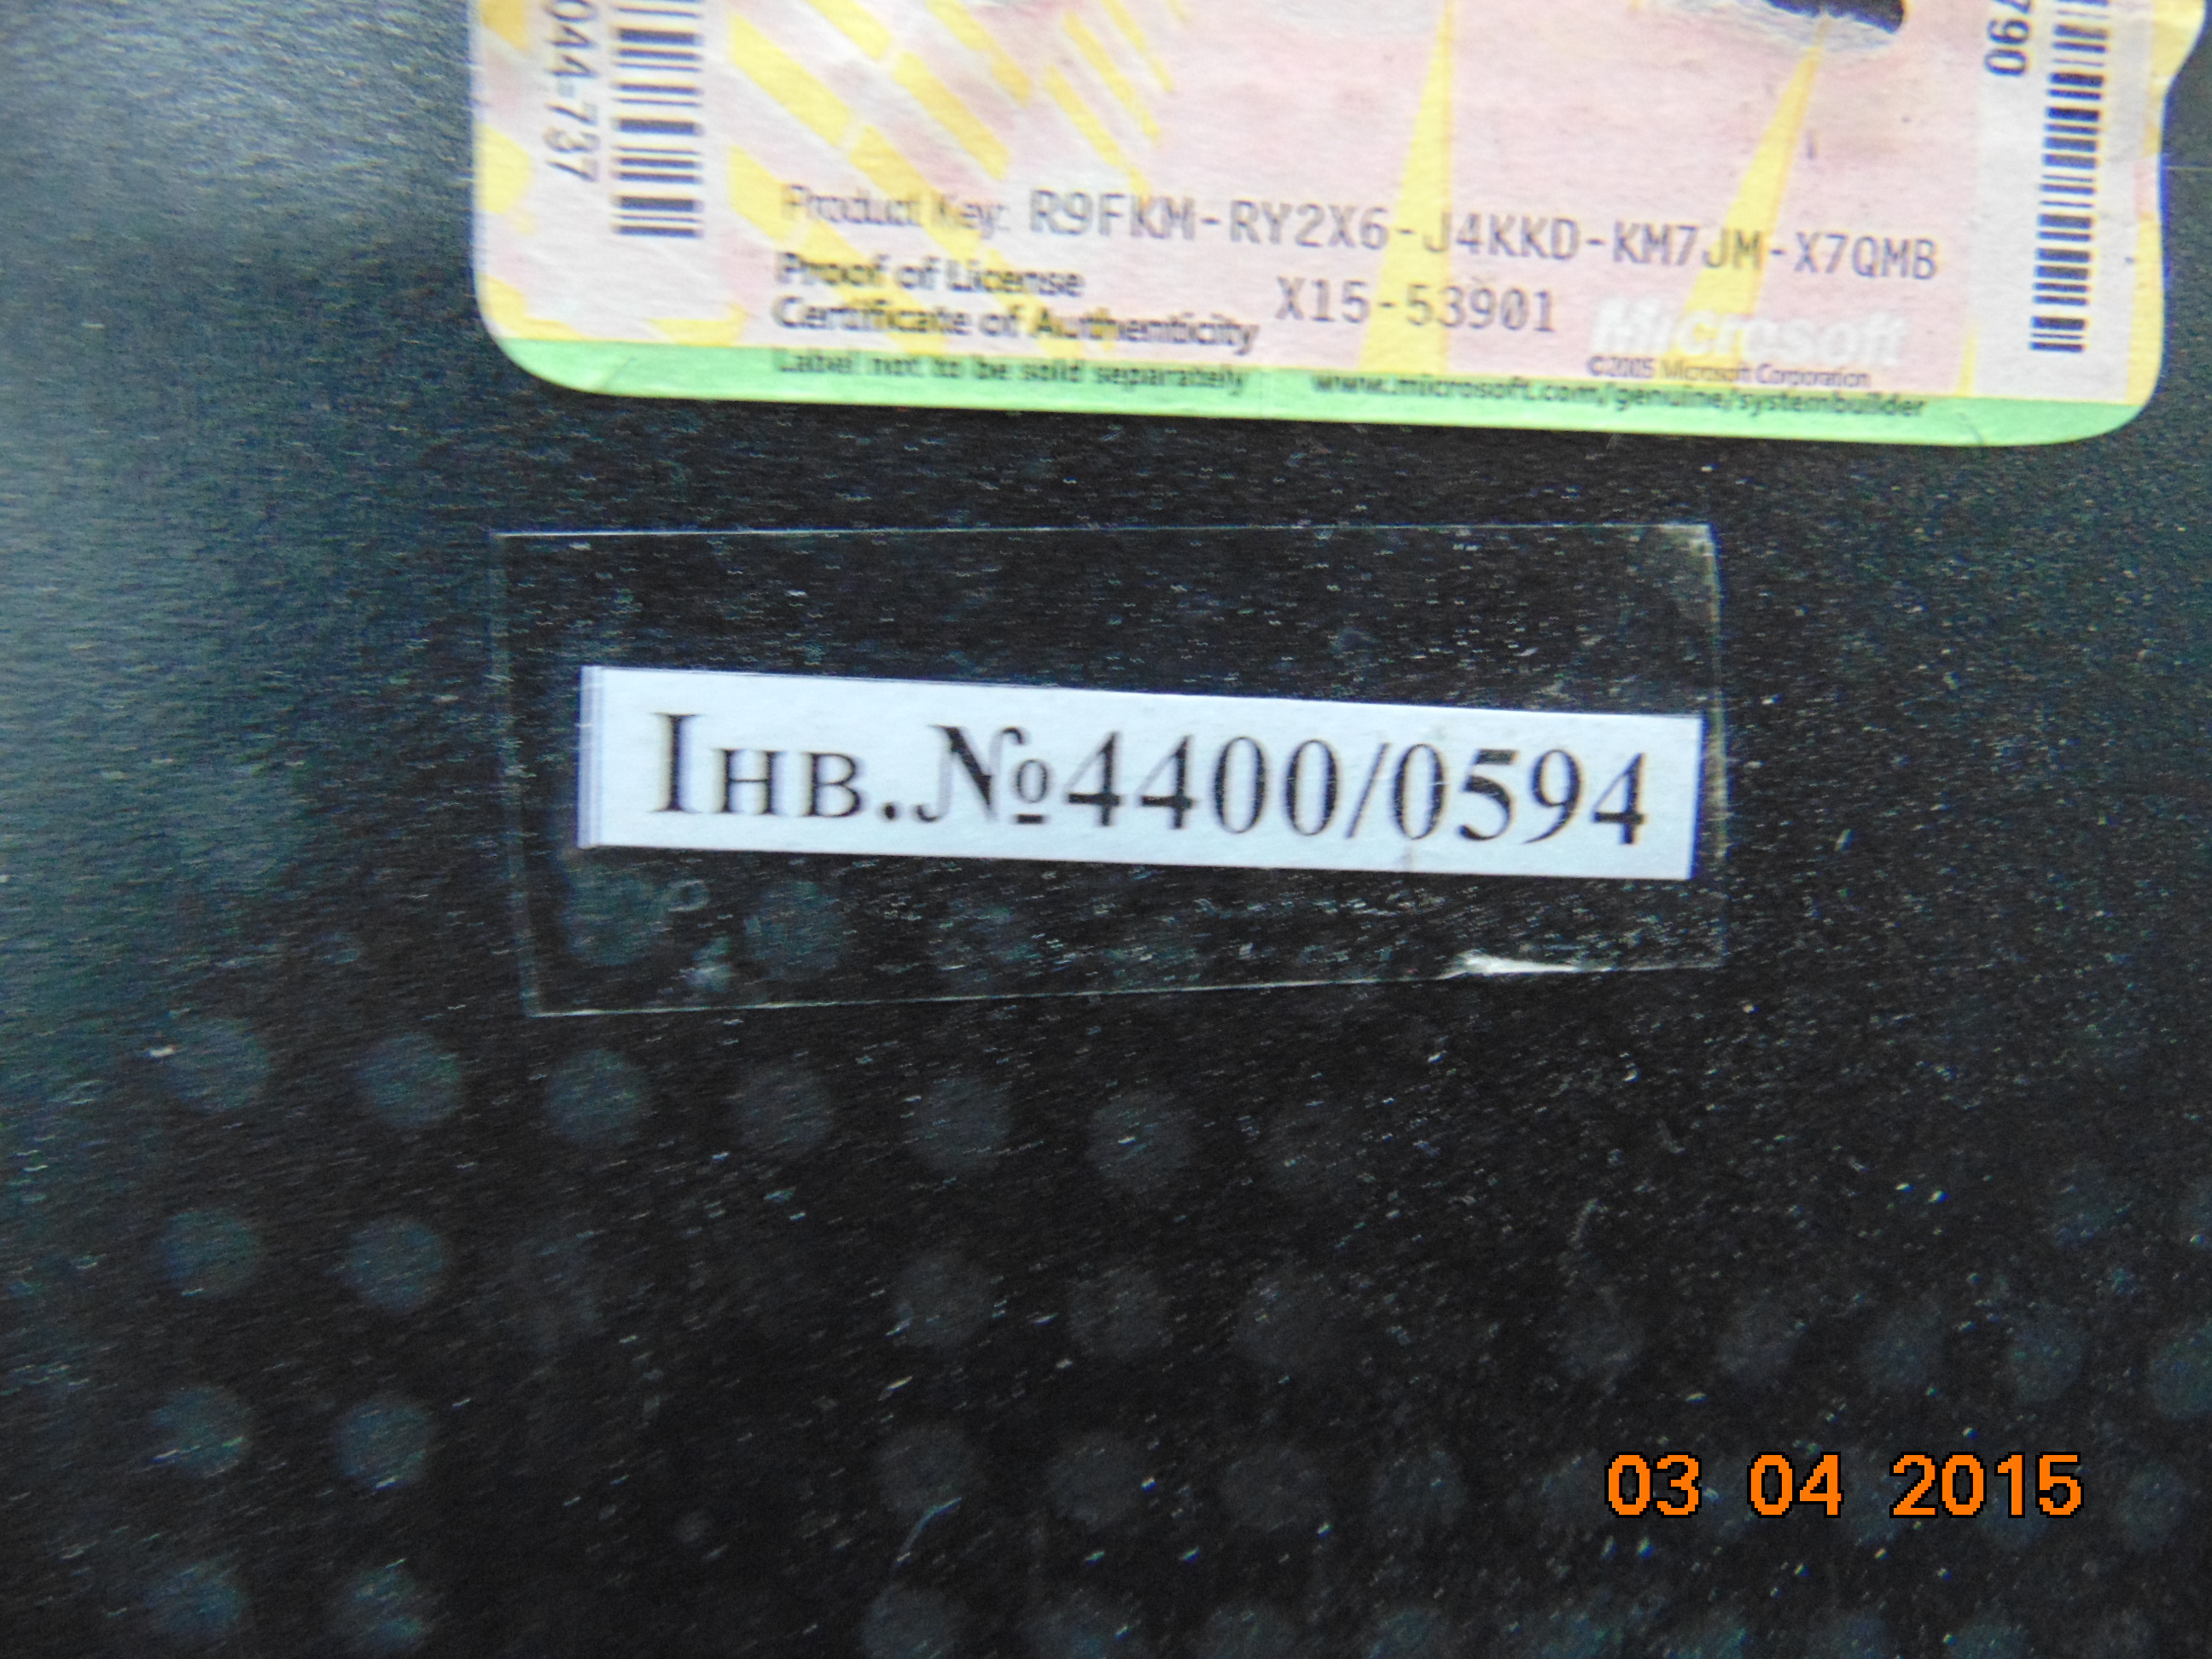 044-737
790
Product Key: R9FKM-RY2X6-J4KKD-KM7JM-X7QMB
Proof of License
Certificate of Authenticity
X15-53901
Microsoft
©2005 Microsoft Corporation
Label not to be sold separately
www.microsoft.com/genuine/systembuilder
Інв.№4400/0594
03 04 2015